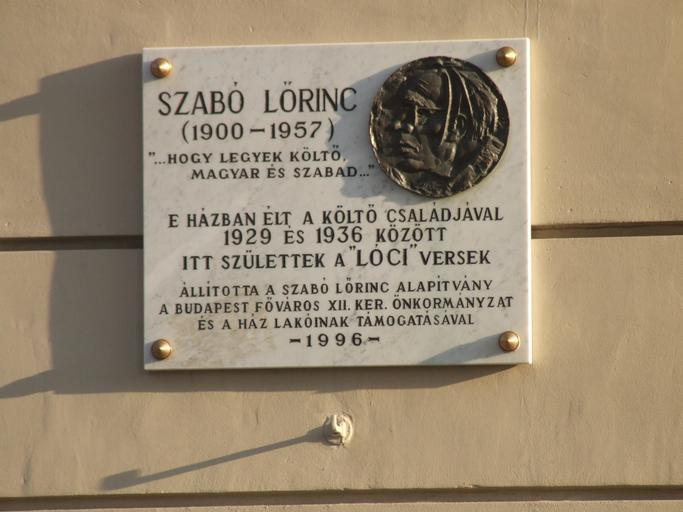 SZABÓ LŐRINC
(1900-1957)
"...HOGY LEGYEK KÖLTŐ,
MAGYAR ÉS SZABAD..."
E HÁZBAN ÉLT A KÖLTŐ CSALÁDJÁVAL
1929 ÉS 1936 KÖZÖTT
ITT SZÜLETTEK A "LÓCI" VERSEK
ÁLLÍTOTTA A SZABÓ LŐRINC ALAPÍTVÁNY
A BUDAPEST FŐVÁROS XII. KER. ÖNKORMÁNYZAT
ÉS A HÁZ LAKÓINAK TÁMOGATÁSÁVAL
-1996-